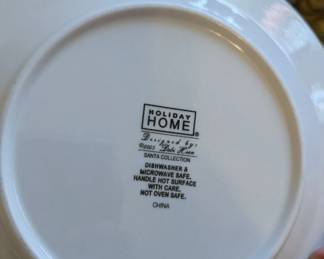 HOLIDAY
HOME®
Designed by:
SANTA COLLECTION
DISHWASHER &
MICROWAVE SAFE.
HANDLE HOT SURFACE
WITH CARE.
NOT OVEN SAFE.
CHINA